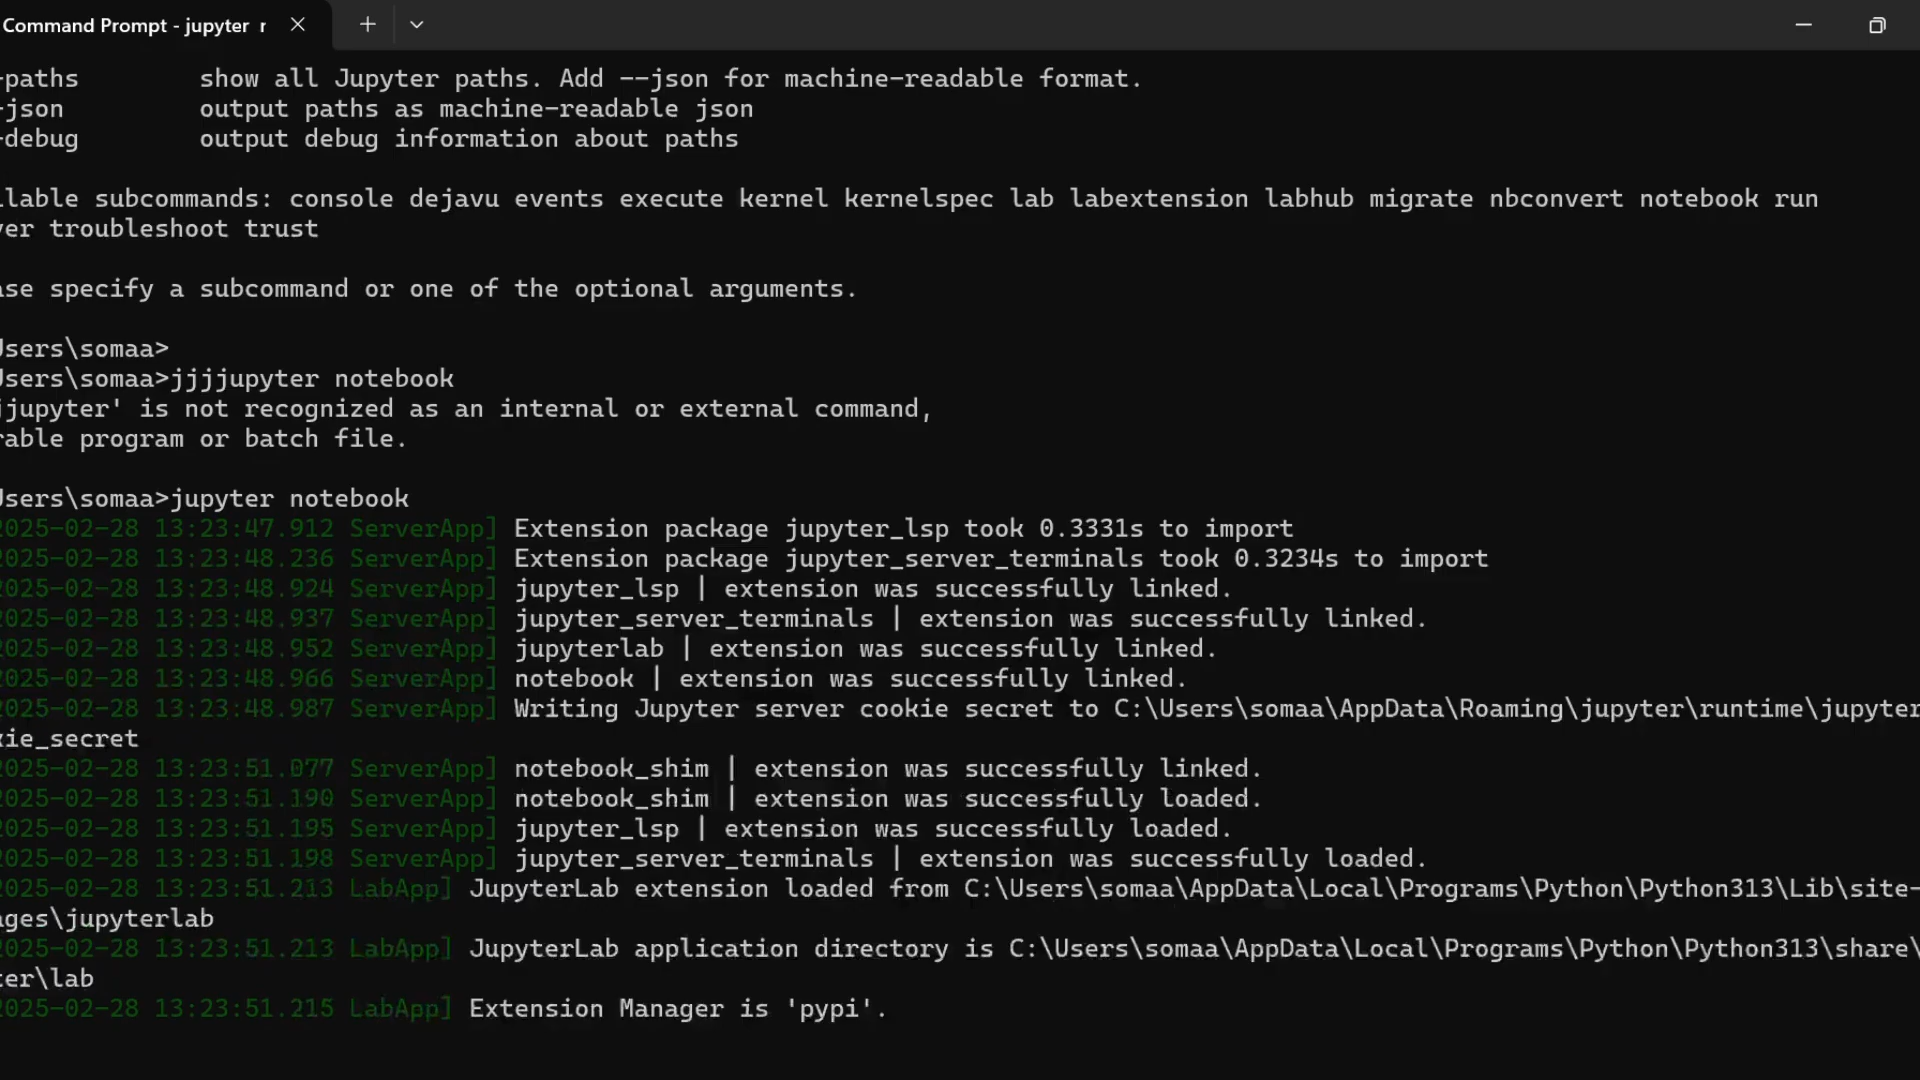 Command Prompt - jupyter r
-paths show all Jupyter paths. Add --json for machine-readable format.
-json output paths as machine-readable json
-debug output debug information about paths
lable subcommands: console dejavu events execute kernel kernelspec lab labextension labhub migrate nbconvert notebook run
ver troubleshoot trust
ase specify a subcommand or one of the optional arguments.
Users\somaa>
Users\somaa>jjjjupyter notebook
jjupyter' is not recognized as an internal or external command,
rable program or batch file.
Users\somaa>jupyter notebook
2025-02-28 13:23:47.912 ServerApp] Extension package jupyter_lsp took 0.3331s to import
2025-02-28 13:23:48.236 ServerApp] Extension package jupyter_server_terminals took 0.3234s to import
2025-02-28 13:23:48.924 ServerApp] jupyter_lsp | extension was successfully linked.
2025-02-28 13:23:48.937 ServerApp] jupyter_server_terminals | extension was successfully linked.
2025-02-28 13:23:48.952 ServerApp] jupyterlab | extension was successfully linked.
2025-02-28 13:23:48.966 ServerApp] notebook | extension was successfully linked.
2025-02-28 13:23:48.987 ServerApp] Writing Jupyter server cookie secret to C:\Users\somaa\AppData\Roaming\jupyter\runtime\jupyter
kie_secret
2025-02-28 13:23:51.077 ServerApp] notebook_shim | extension was successfully linked.
2025-02-28 13:23:51.190 ServerApp] notebook_shim | extension was successfully loaded.
2025-02-28 13:23:51.195 ServerApp] jupyter_lsp | extension was successfully loaded.
2025-02-28 13:23:51.198 ServerApp] jupyter_server_terminals | extension was successfully loaded.
2025-02-28 13:23:51.213 LabApp] JupyterLab extension loaded from C:\Users\somaa\AppData\Local\Programs\Python\Python313\Lib\site-
ages\jupyterlab
2025-02-28 13:23:51.213 LabApp] JupyterLab application directory is C:\Users\somaa\AppData\Local\Programs\Python\Python313\share\
ter\lab
2025-02-28 13:23:51.215 LabApp] Extension Manager is 'pypi'.